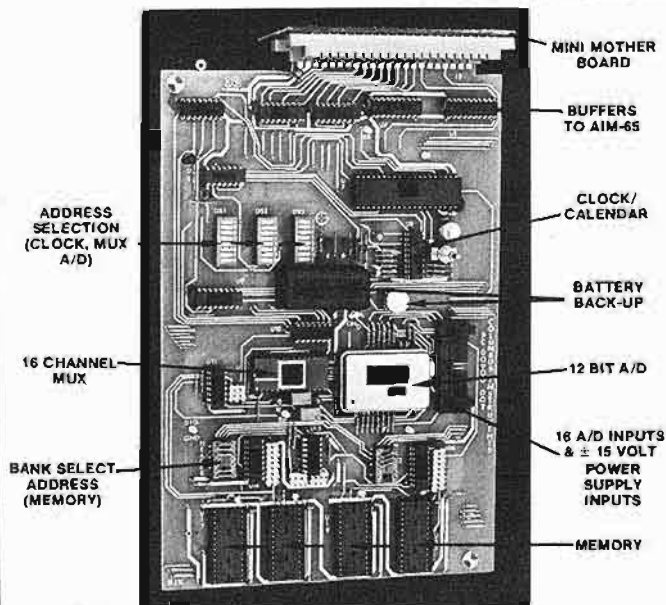 MINI MOTHER
BOARD
BUFFERS
TO AIM-65
CLOCK/
CALENDAR
ADDRESS
SELECTION
(CLOCK, MUX
A/D)
BATTERY
BACK-UP
16 CHANNEL
MUX
12 BIT A/D
16 A/D INPUTS
& ± 15 VOLT
POWER
SUPPLY
INPUTS
BANK SELECT
ADDRESS
(MEMORY)
MEMORY